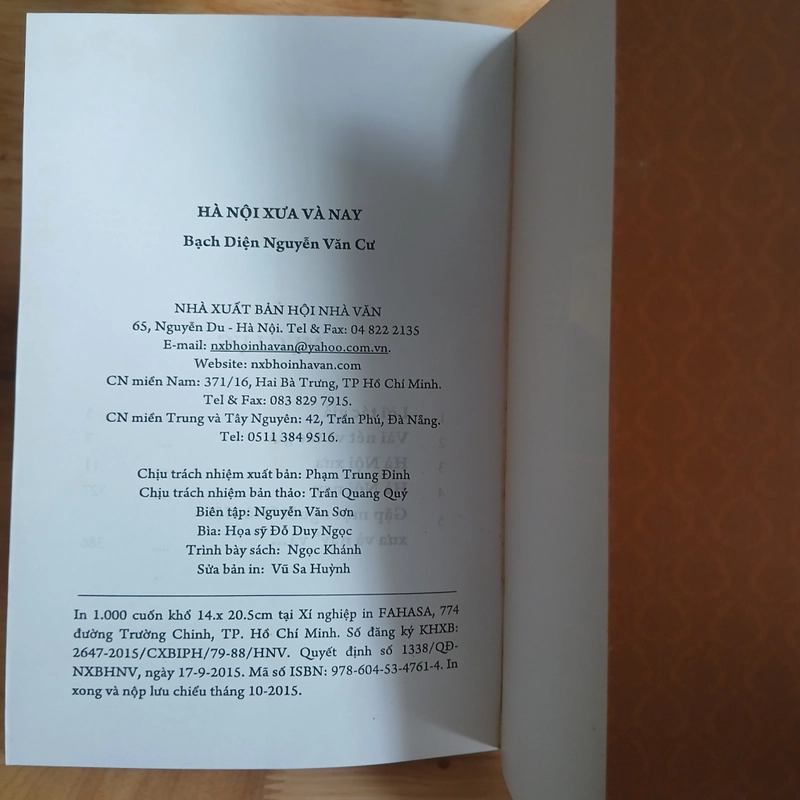 HÀ NỘI XƯA VÀ NAY
Bạch Diện Nguyễn Văn Cư
NHÀ XUẤT BẢN HỘI NHÀ VĂN
65, Nguyễn Du - Hà Nội. Tel & Fax: 04 822 2135
E-mail: nxbhoinhavan@yahoo.com.vn.
Website: nxbhoinhavan.com
CN miền Nam: 371/16, Hai Bà Trưng, TP Hồ Chí Minh.
Tel & Fax: 083 829 7915.
CN miền Trung và Tây Nguyên: 42, Trần Phú, Đà Nẵng.
Tel: 0511 384 9516.
Chịu trách nhiệm xuất bản: Phạm Trung Đỉnh
Chịu trách nhiệm bản thảo: Trần Quang Quý
Biên tập: Nguyễn Văn Sơn
Bìa: Họa sỹ Đỗ Duy Ngọc
Trình bày sách: Ngọc Khánh
Sửa bản in: Vũ Sa Huỳnh
In 1.000 cuốn khổ 14.x 20.5cm tại Xí nghiệp in FAHASA, 774
đường Trường Chinh, TP. Hồ Chí Minh. Số đăng ký KHXB:
2647-2015/CXBIPH/79-88/HNV. Quyết định số 1338/QĐ-
NXBHNV, ngày 17-9-2015. Mã số ISBN: 978-604-53-4761-4. In
xong và nộp lưu chiểu tháng 10-2015.